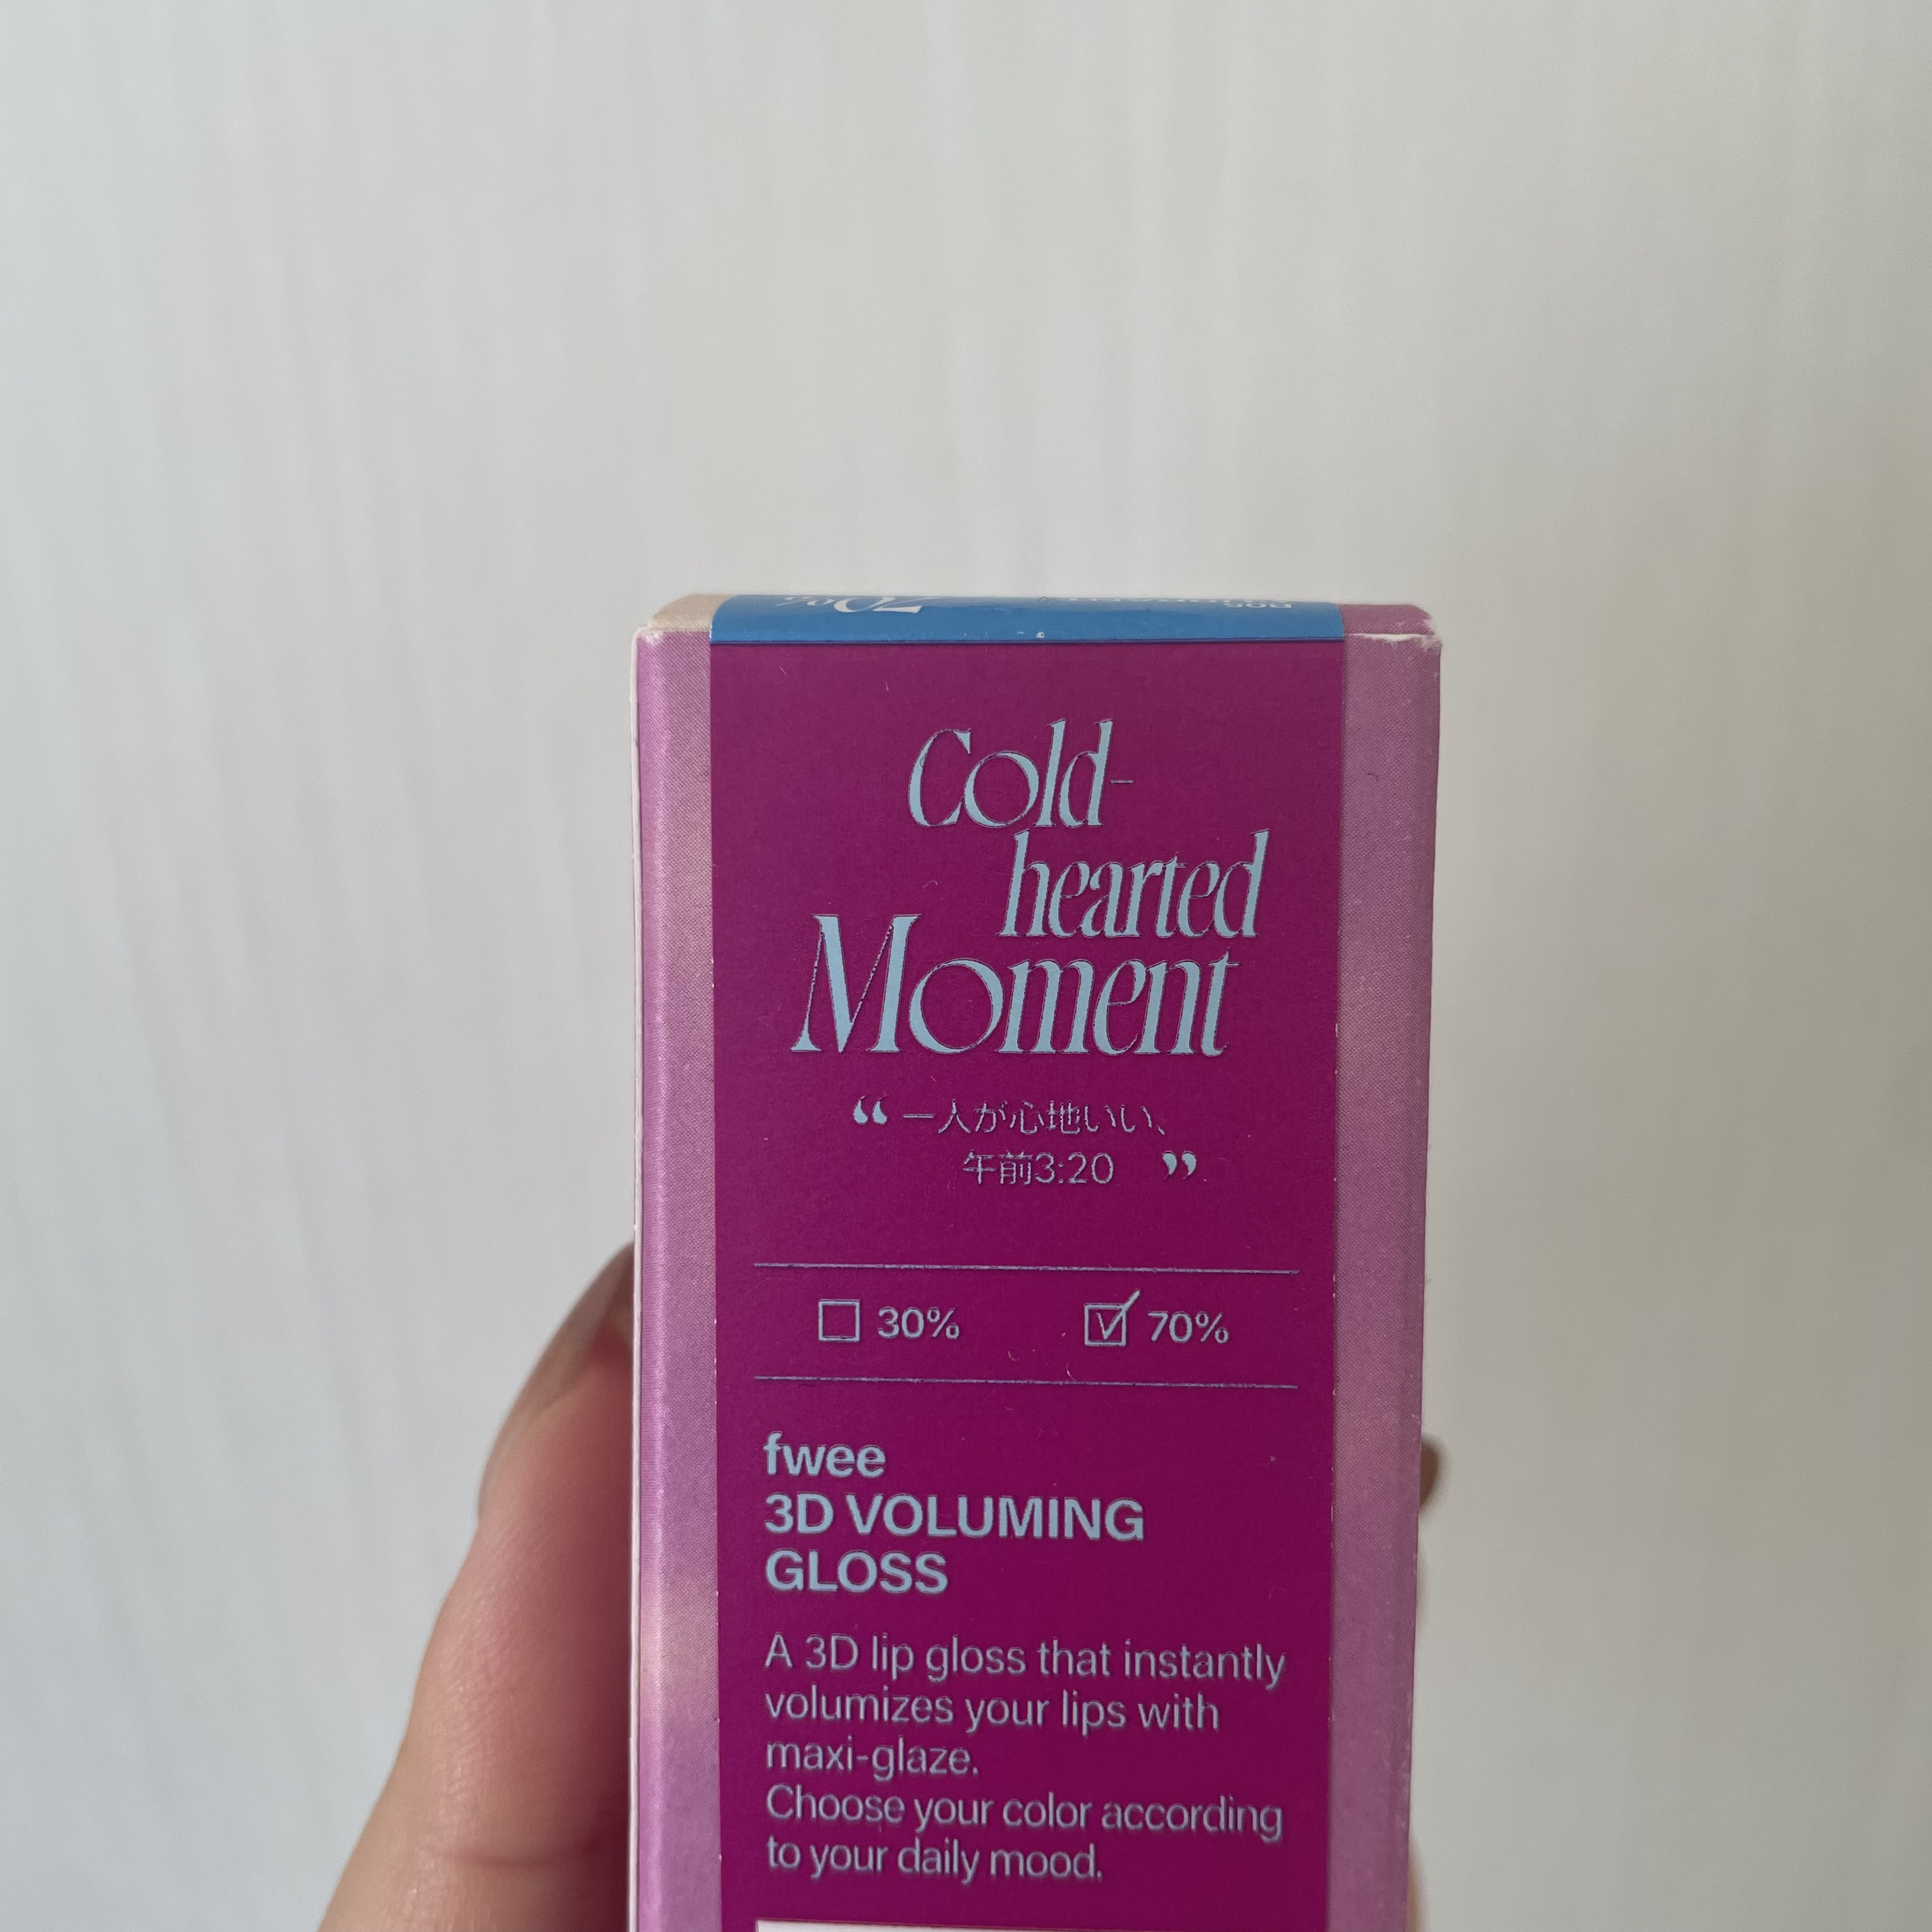 70%
Cold-
hearted
Moment
“ 一人が心地いい、
午前3:20 ”
☐ 30% ☑ 70%
fwee
3D VOLUMING
GLOSS
A 3D lip gloss that instantly
volumizes your lips with
maxi-glaze.
Choose your color according
to your daily mood.